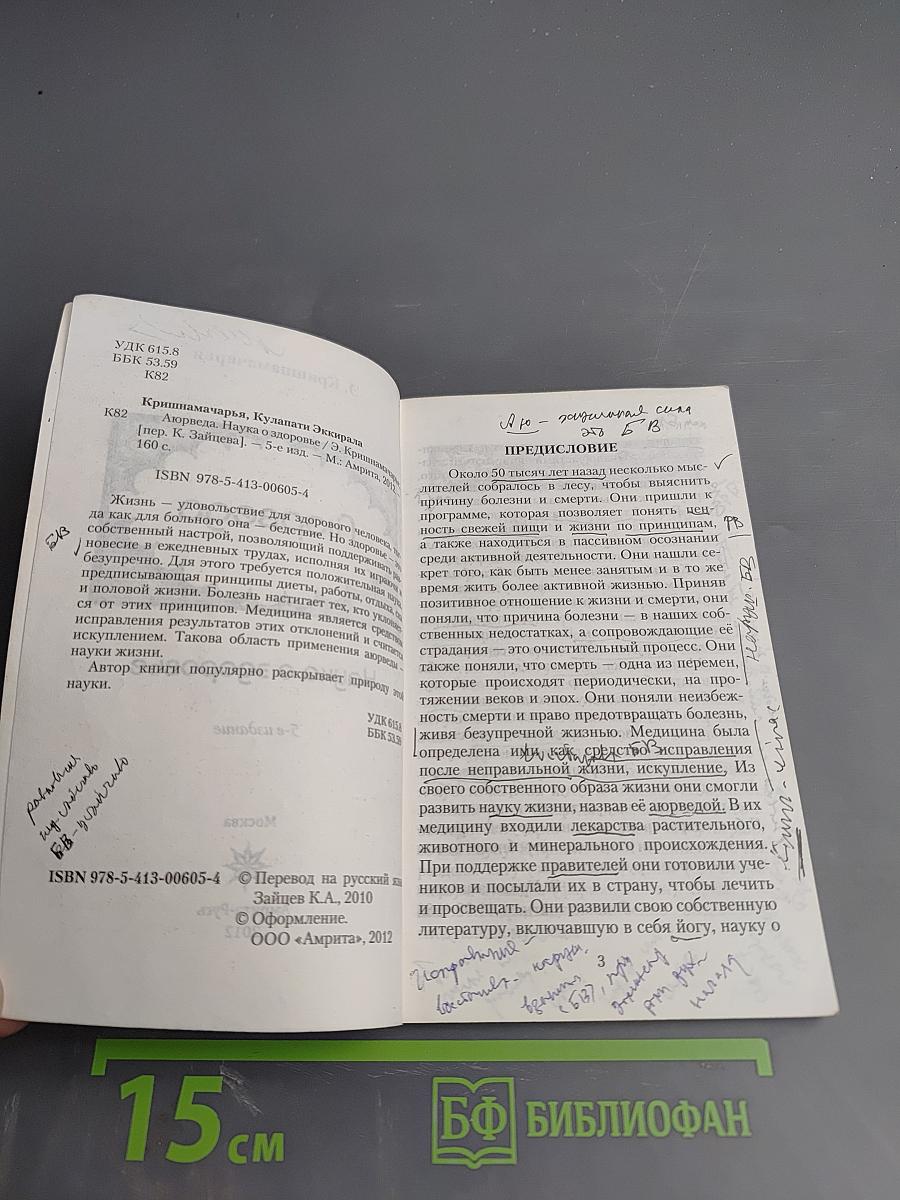 УДК 615.8
ББК 53.59
К82
Кришнамачарья, Кулапати Эккирала
К82 Аюрведа. Наука о здоровье / Э. Кришнамачарья
[пер. К. Зайцева]. — 5-е изд. — М.: Амрита, 2012.
160 с.
ISBN 978-5-413-00605-4
Жизнь — удовольствие для здорового человека,
да как для больного она — бедствие. Но здоровье —
собственный настрой, позволяющий поддерживать
новесие в ежедневных трудах, исполняя их играючи и
безупречно. Для этого требуется положительная наука,
предписывающая принципы диеты, работы, отдыха,
и половой жизни. Болезнь настигает тех, кто уклоняет
ся от этих принципов. Медицина является средством
исправления результатов этих отклонений и считается
искуплением. Такова область применения аюрведы —
науки жизни.
Автор книги популярно раскрывает природу этой
науки.
УДК 615.8
ББК 53.59
БВ
ISBN 978-5-413-00605-4
© Перевод на русский
Зайцев К.А., 2010
© Оформление.
ООО «Амрита», 2012
Аю – сила
это БВ
ПРЕДИСЛОВИЕ
Около 50 тысяч лет назад несколько мыс-
лителей собралось в лесу, чтобы выяснить
причину болезни и смерти. Они пришли к
программе, которая позволяет понять цен-
ность свежей пищи и жизни по принципам,
а также находиться в пассивном осознании
среди активной деятельности. Они нашли се-
крет того, как быть менее занятым и в то же
время жить более активной жизнью. Приняв
позитивное отношение к жизни и смерти, они
поняли, что причина болезни — в наших соб-
ственных недостатках, а сопровождающие её
страдания — это очистительный процесс. Они
также поняли, что смерть — одна из перемен,
которые происходят периодически, на про-
тяжении веков и эпох. Они поняли неизбеж-
ность смерти и право предотвращать болезнь,
живя безупречной жизнью. Медицина была
определена ими как средство исправления
после неправильной жизни, искупление. Из
своего собственного образа жизни они смогли
развить науку жизни, назвав её аюрведой. В их
медицину входили лекарства растительного,
животного и минерального происхождения.
При поддержке правителей они готовили уче-
ников и посылали их в страну, чтобы лечить
и просвещать. Они развили свою собственную
литературу, включавшую в себя йогу, науку о
3
РВ
15 см
БФ БИБЛИОФАН